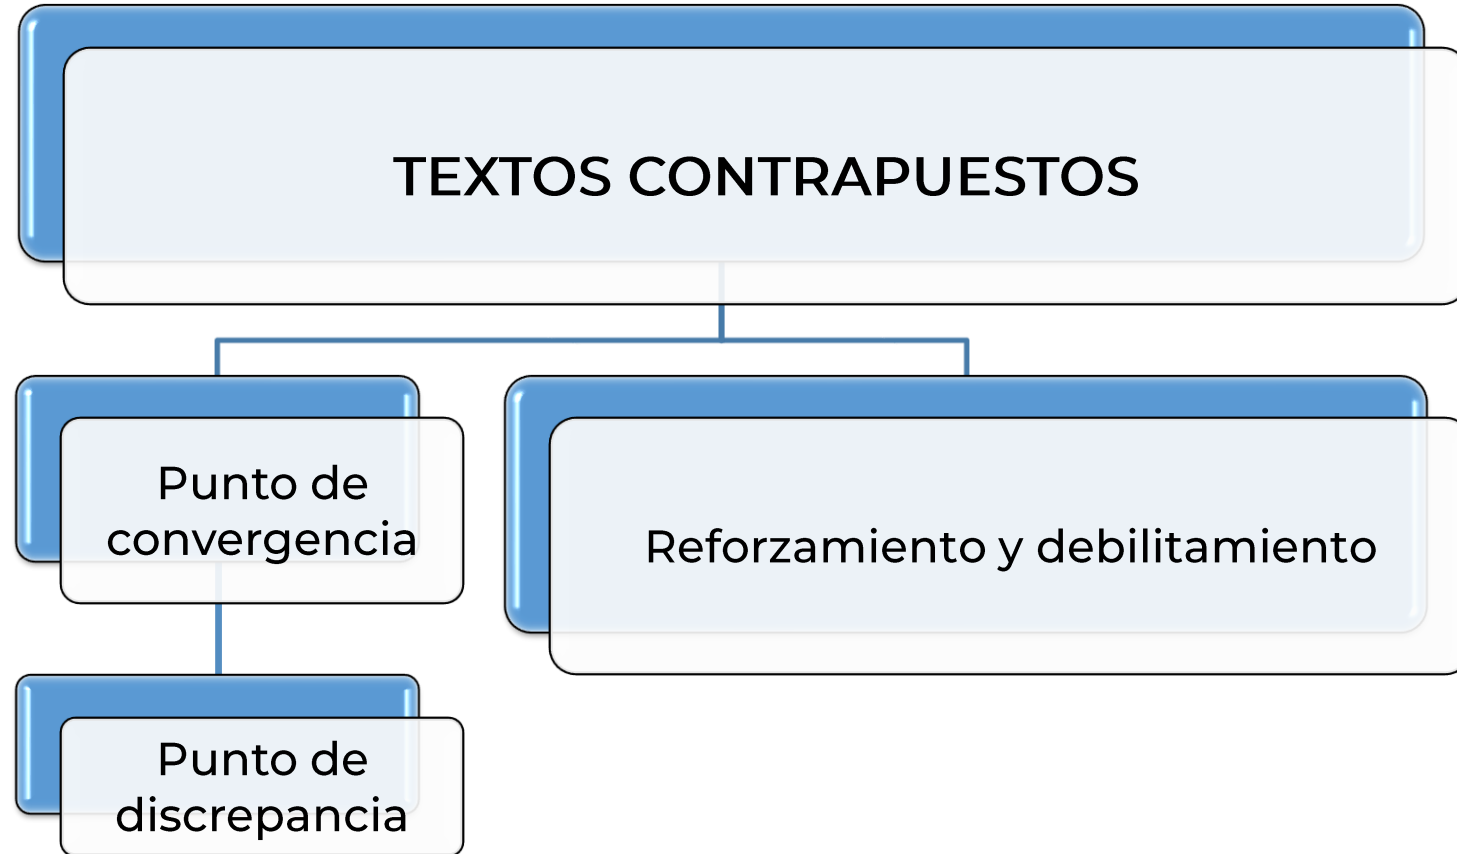 TEXTOS CONTRAPUESTOS
Punto de
convergencia
Reforzamiento y debilitamiento
Punto de
discrepancia